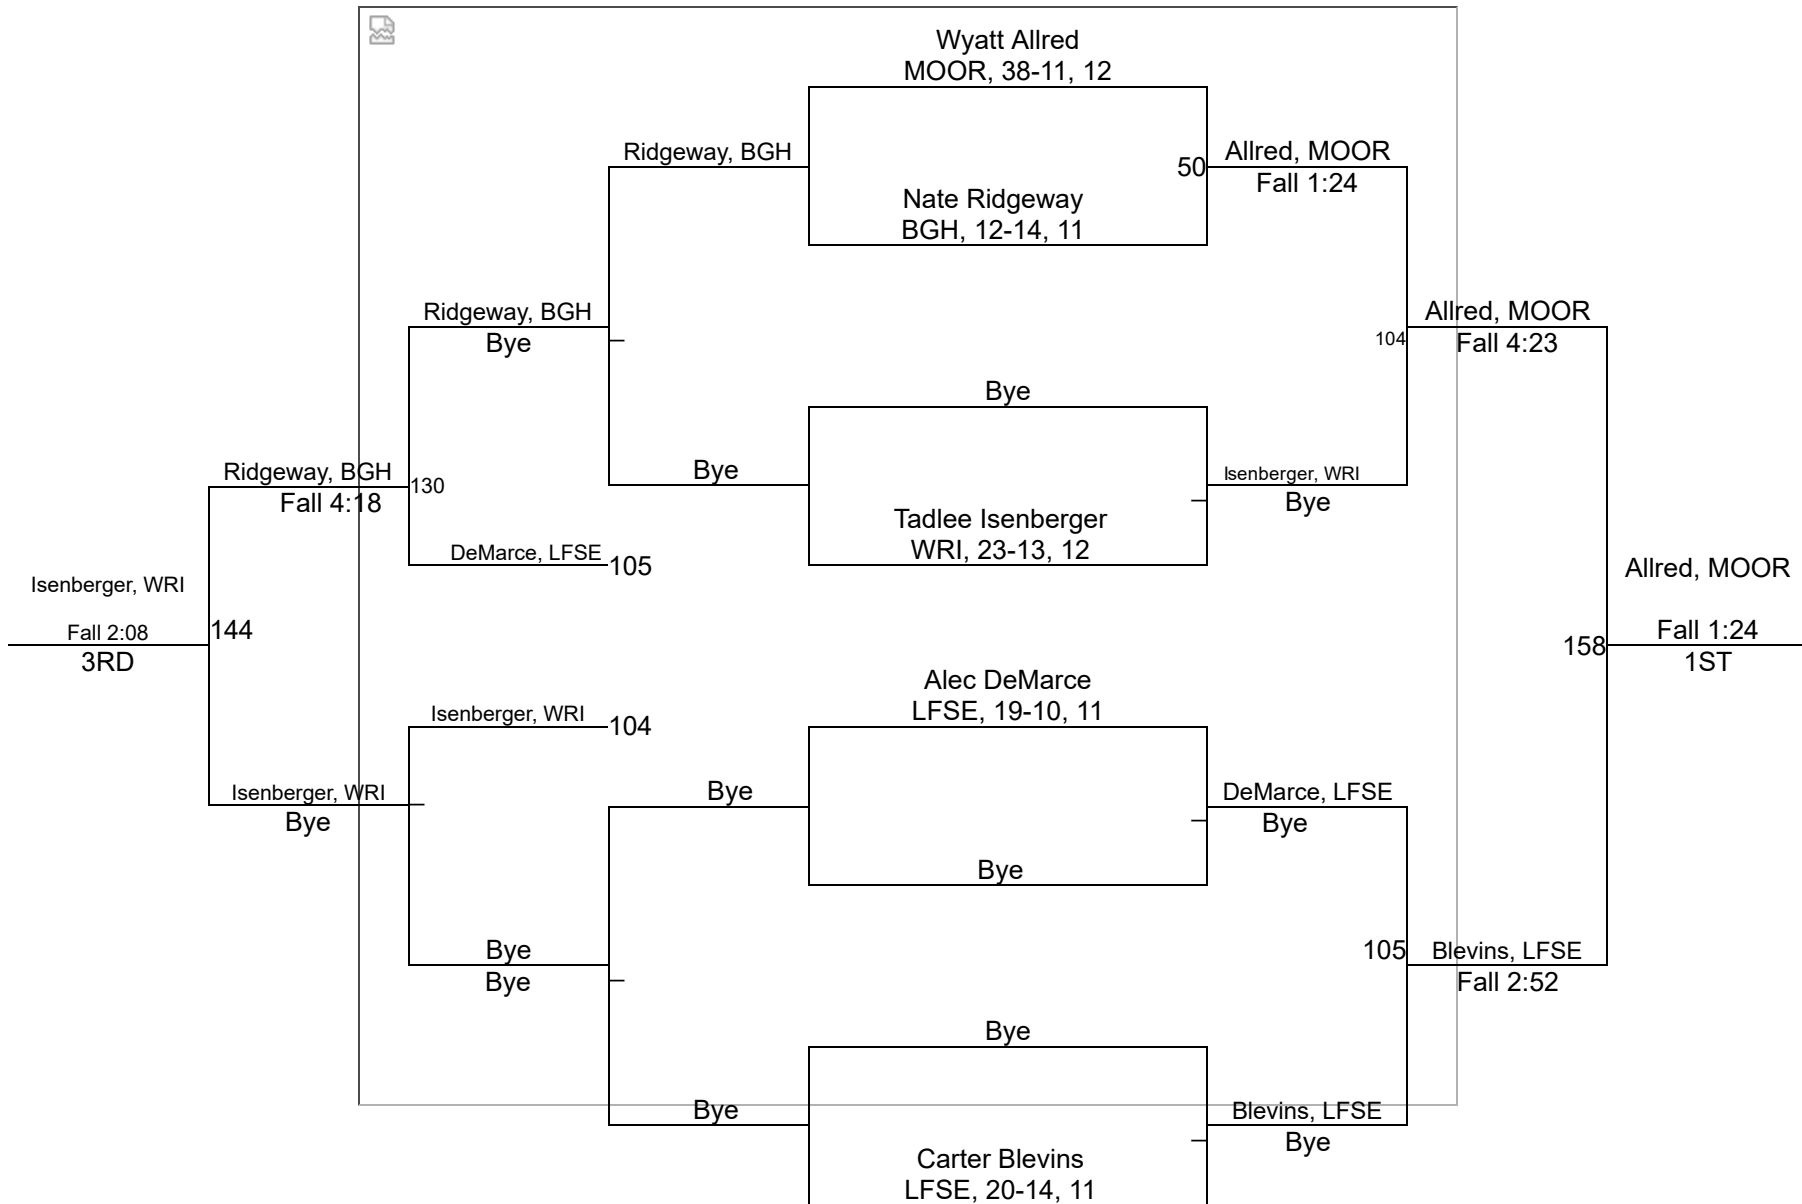 Wyatt Allred
MOOR, 38-11, 12
Ridgeway, BGH
50
Allred, MOOR
Fall 1:24
Nate Ridgeway
BGH, 12-14, 11
Ridgeway, BGH
Bye
Allred, MOOR
Fall 4:23
104
Bye
Ridgeway, BGH
Fall 4:18
130
Bye
Isenberger, WRI
Bye
Tadlee Isenberger
WRI, 23-13, 12
DeMarce, LFSE
105
Isenberger, WRI
Fall 2:08
3RD
144
Allred, MOOR
Fall 1:24
1ST
158
Alec DeMarce
LFSE, 19-10, 11
Isenberger, WRI
104
Isenberger, WRI
Bye
Bye
DeMarce, LFSE
Bye
Bye
Bye
Bye
105
Blevins, LFSE
Fall 2:52
Bye
Bye
Blevins, LFSE
Bye
Carter Blevins
LFSE, 20-14, 11